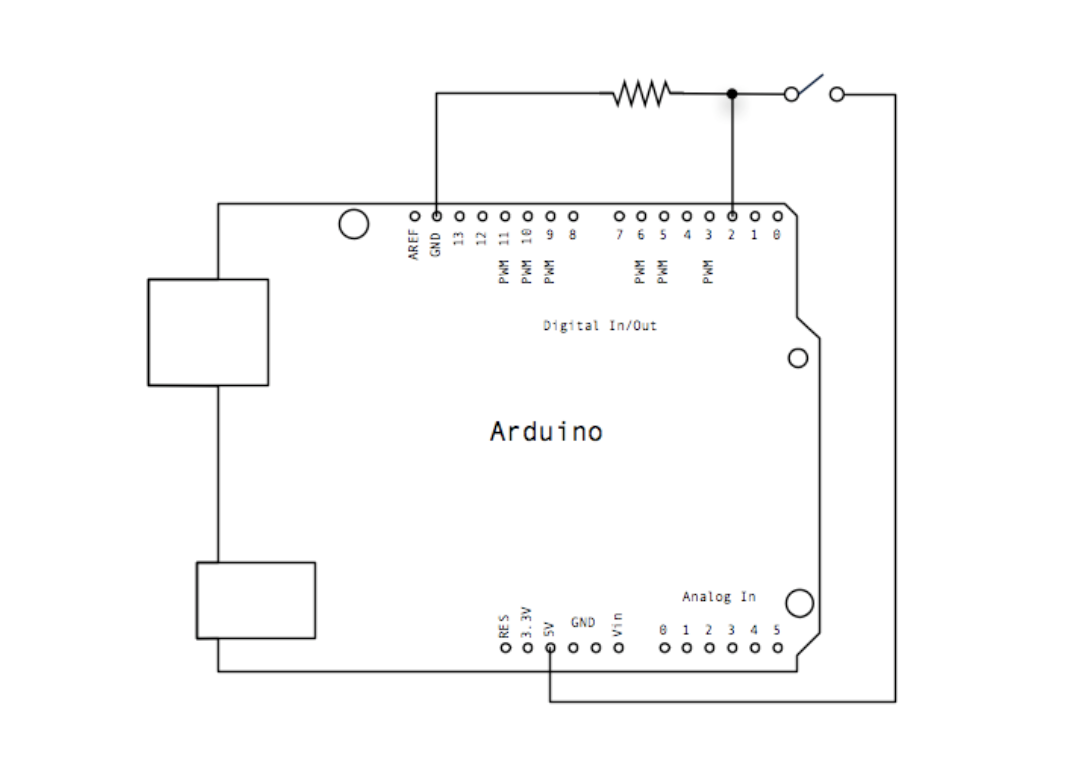 AREF GND 13 12 11 10 9 8 7 6 5 4 3 2 1 0
PWM PWM PWM PWM PWM PWM
Digital In/Out
Arduino
Analog In
RES 3.3V 5V GND Vin 0 1 2 3 4 5